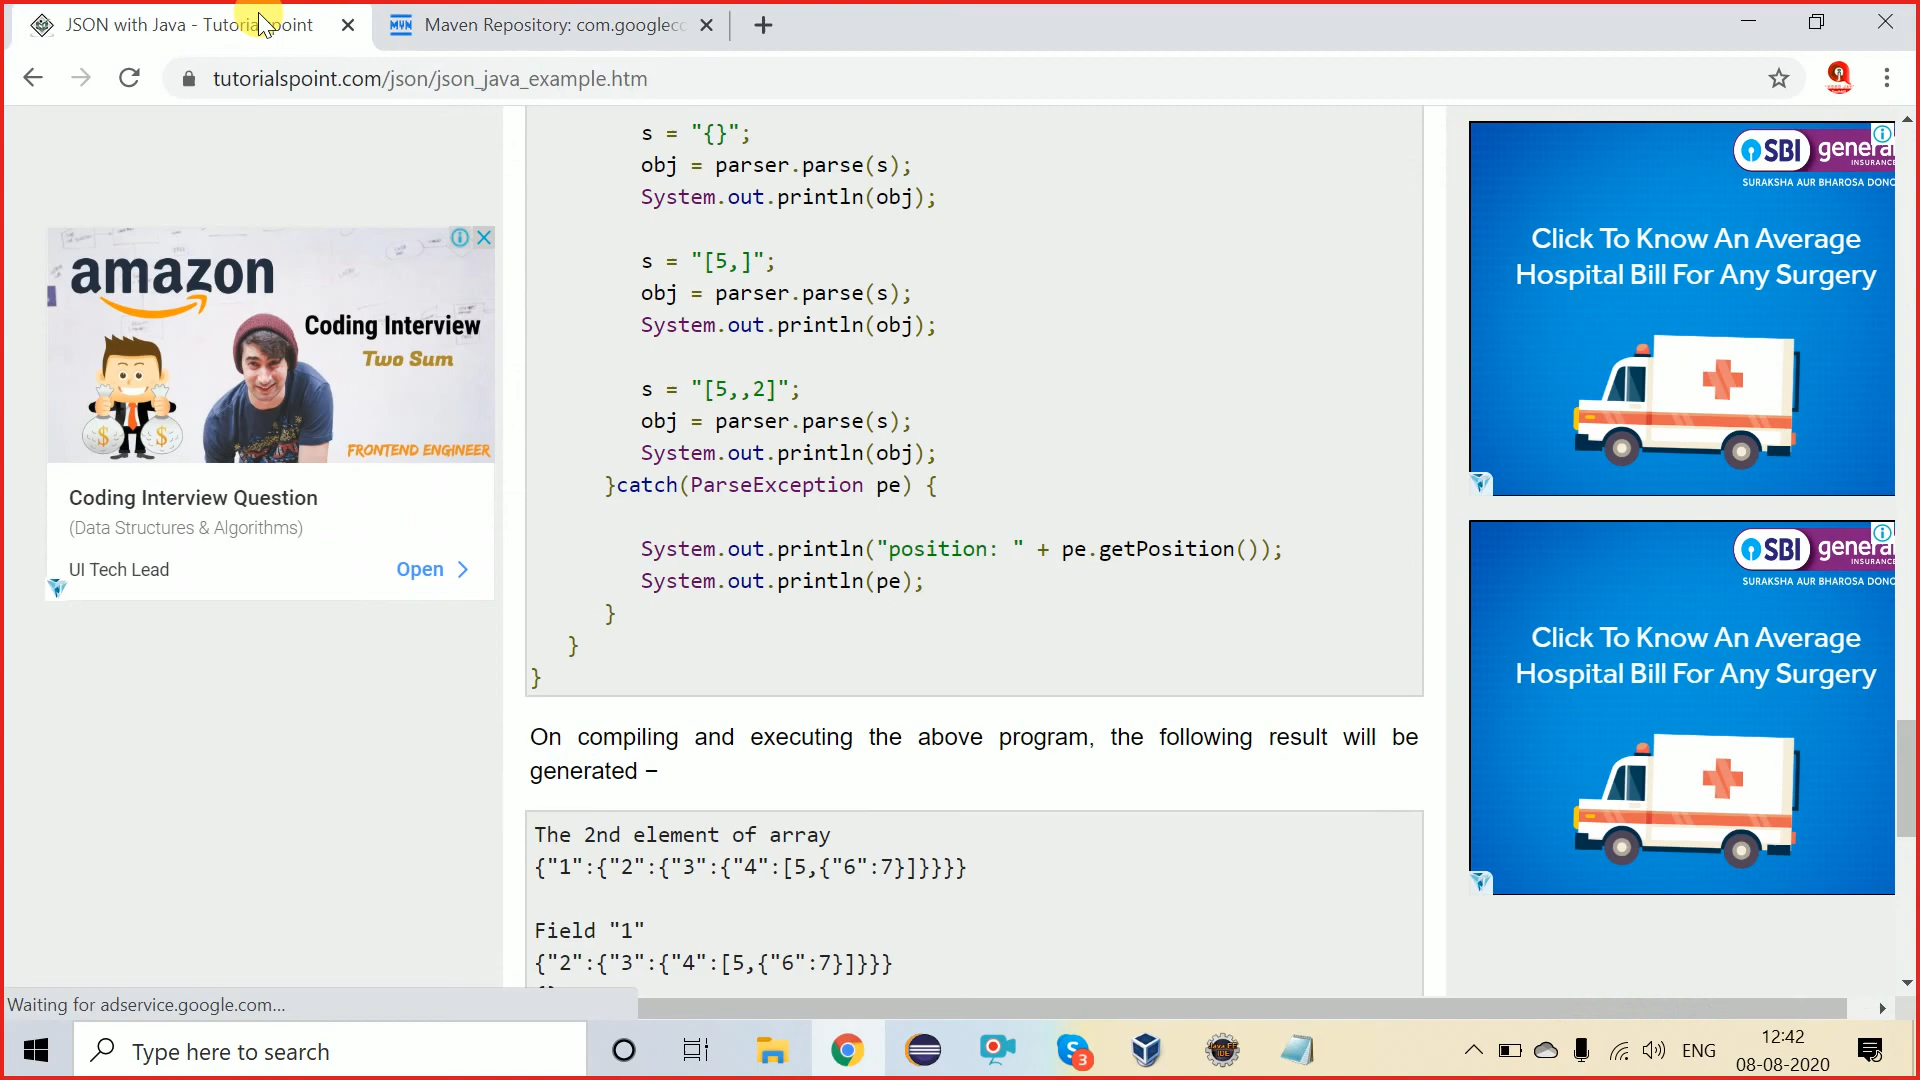 JSON with Java - Tutorialspoint
Maven Repository: com.googlecc
tutorialspoint.com/json/json_java_example.htm
s = "{}";
obj = parser.parse(s);
System.out.println(obj);
s = "[5,]";
obj = parser.parse(s);
System.out.println(obj);
s = "[5,,2]";
obj = parser.parse(s);
System.out.println(obj);
}catch(ParseException pe) {
System.out.println("position: " + pe.getPosition());
System.out.println(pe);
}
}
}
On compiling and executing the above program, the following result will be
generated −
The 2nd element of array
{"1":{"2":{"3":{"4":[5,{"6":7}]}}}}
Field "1"
{"2":{"3":{"4":[5,{"6":7}]}}}
amazon
Coding Interview
Two Sum
$ $
FRONTEND ENGINEER
Coding Interview Question
(Data Structures & Algorithms)
UI Tech Lead
Open
SBI general
INSURANCE
SURAKSHA AUR BHAROSA DONO
Click To Know An Average
Hospital Bill For Any Surgery
SBI general
INSURANCE
SURAKSHA AUR BHAROSA DONO
Click To Know An Average
Hospital Bill For Any Surgery
Waiting for adservice.google.com...
Type here to search
3
ENG
12:42
08-08-2020